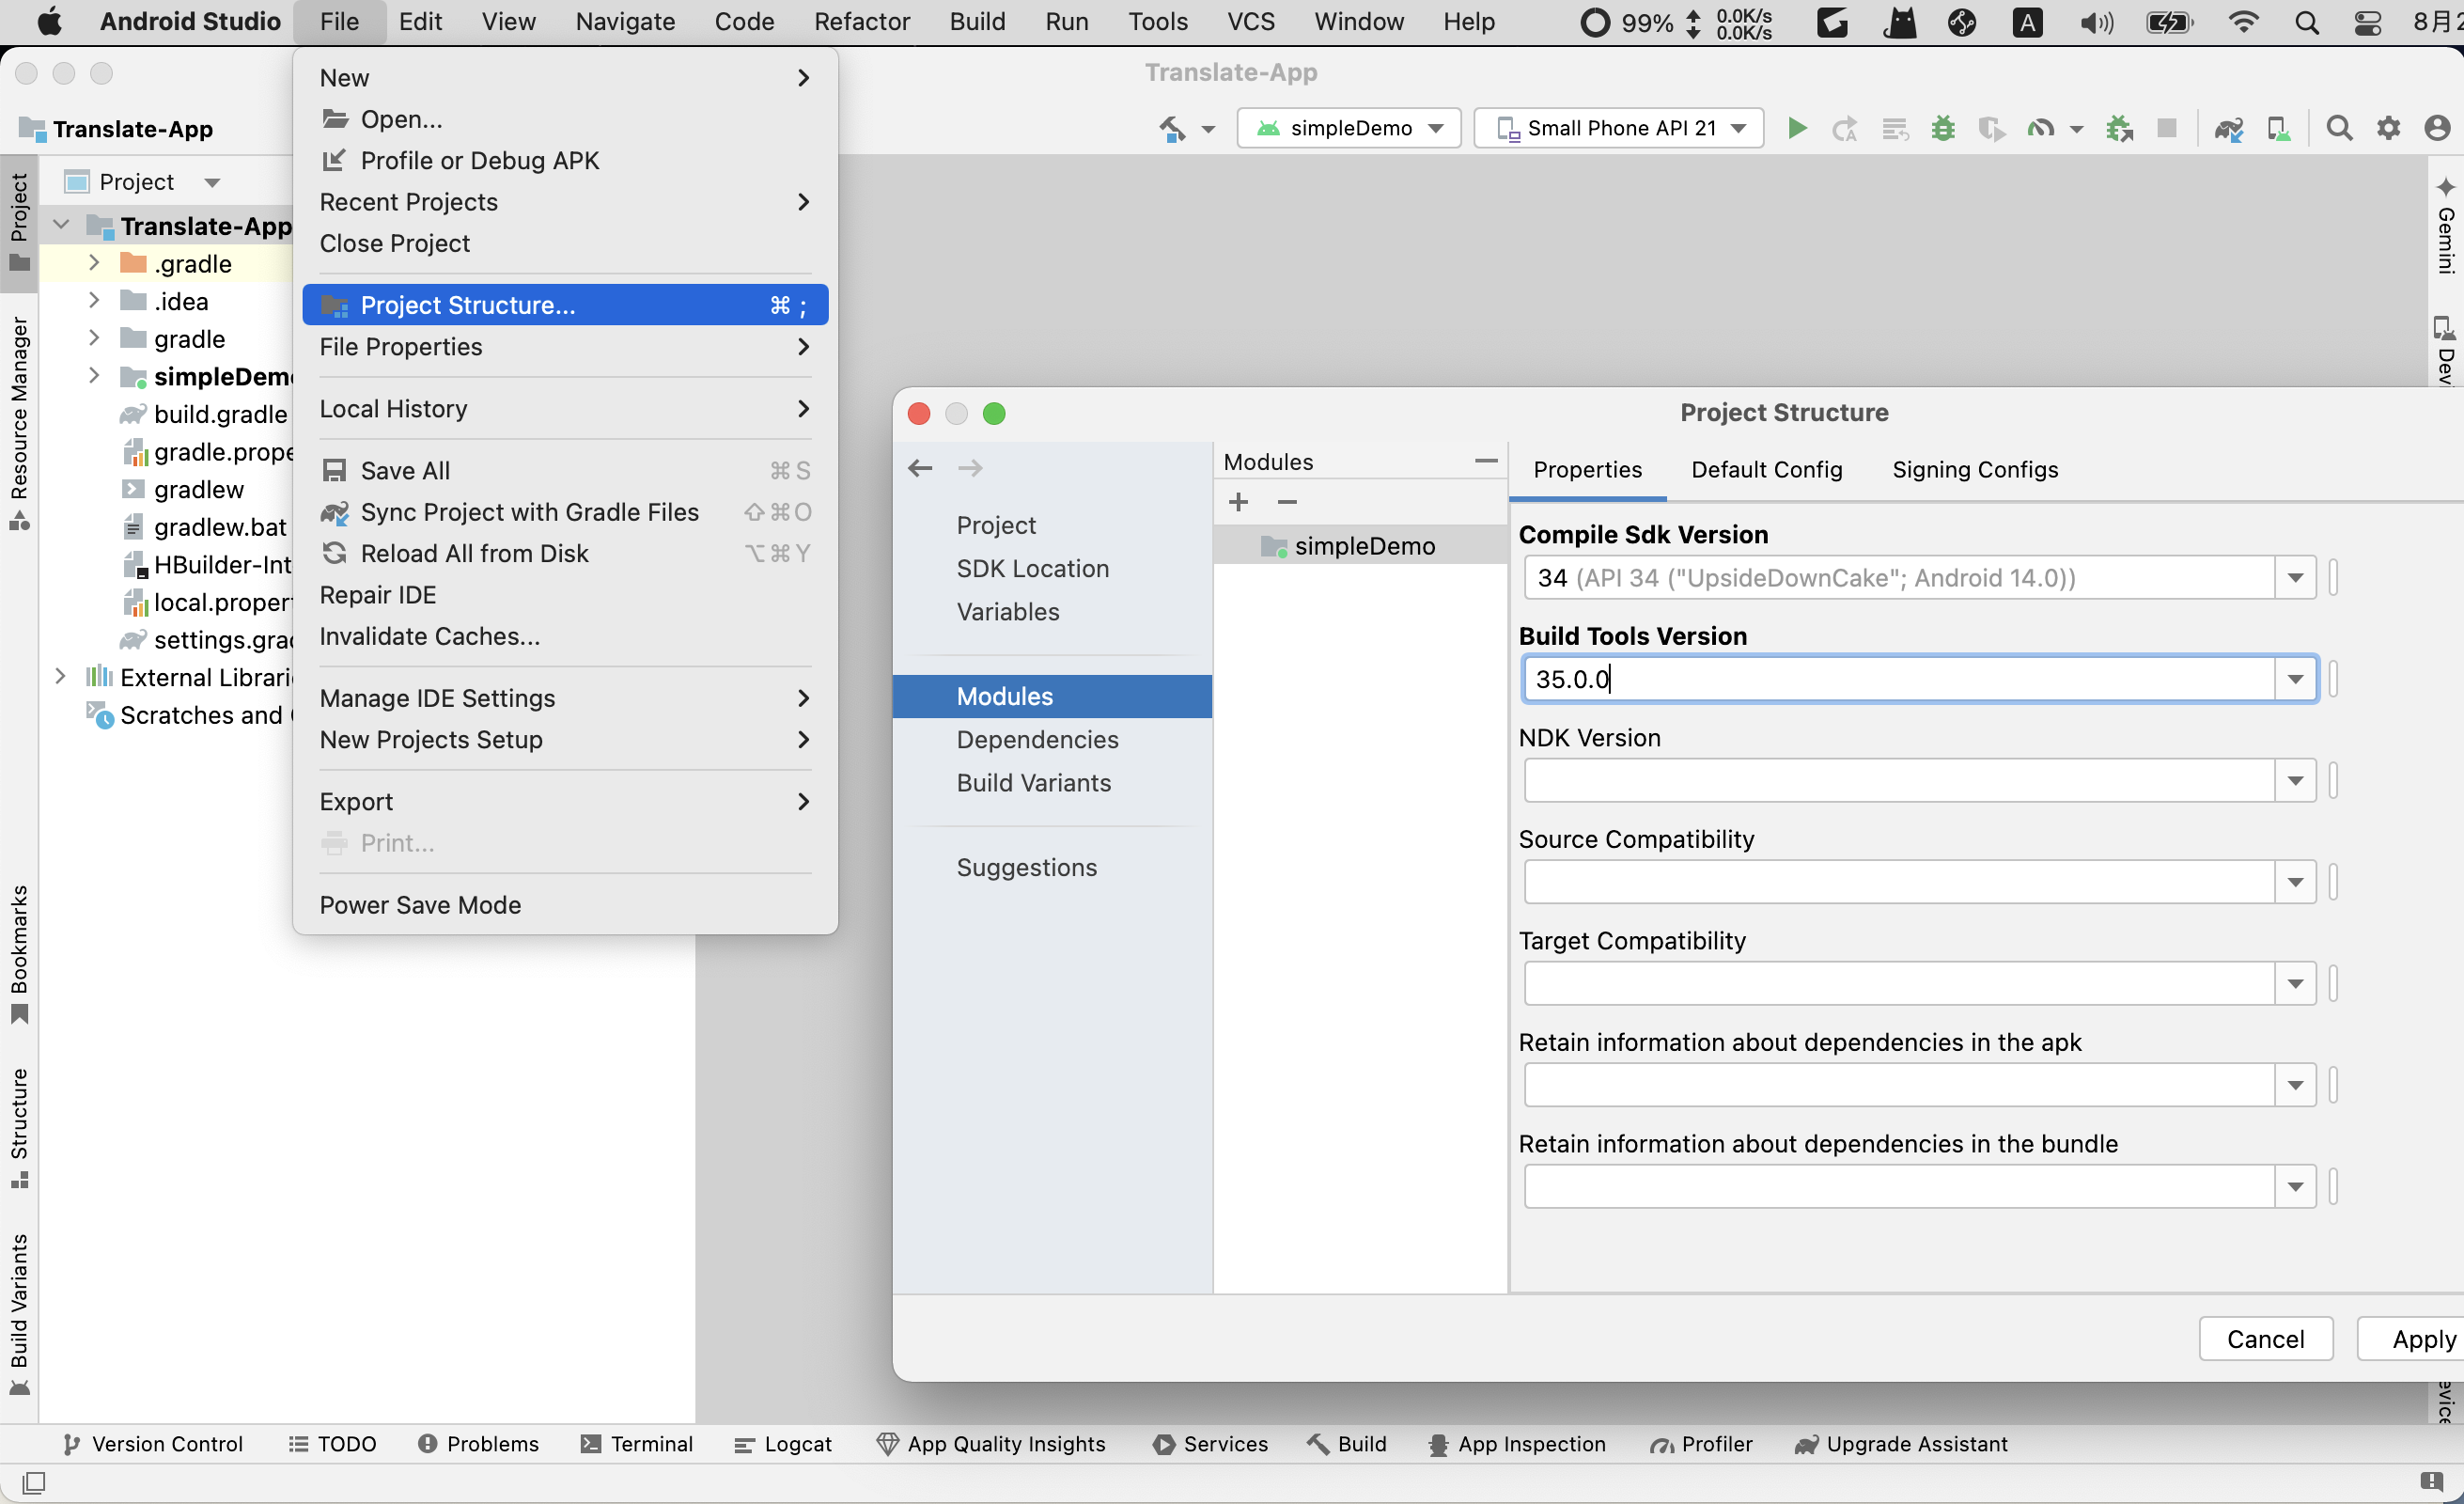 Android Studio File Edit View Navigate Code Refactor Build Run Tools VCS Window Help 99% 0.0K/s 0.0K/s A 8月2
Translate-App
Translate-App
simpleDemo
Small Phone API 21
Project
Translate-App
.gradle
.idea
gradle
simpleDem
build.gradle
gradle.prope
gradlew
gradlew.bat
HBuilder-Int
local.proper
settings.grad
External Librari
Scratches and
Project
Resource Manager
Bookmarks
Structure
Build Variants
New
Open...
Profile or Debug APK
Recent Projects
Close Project
Project Structure... ⌘ ;
File Properties
Local History
Save All ⌘ S
Sync Project with Gradle Files ⇧⌘O
Reload All from Disk ⌥⌘Y
Repair IDE
Invalidate Caches...
Manage IDE Settings
New Projects Setup
Export
Print...
Power Save Mode
Project Structure
Project
SDK Location
Variables
Modules
Dependencies
Build Variants
Suggestions
Modules
simpleDemo
Properties Default Config Signing Configs
Compile Sdk Version
34 (API 34 ("UpsideDownCake"; Android 14.0))
Build Tools Version
35.0.0
NDK Version
Source Compatibility
Target Compatibility
Retain information about dependencies in the apk
Retain information about dependencies in the bundle
Cancel
Apply
Gemini
Devi
evice
Version Control TODO Problems Terminal Logcat App Quality Insights Services Build App Inspection Profiler Upgrade Assistant